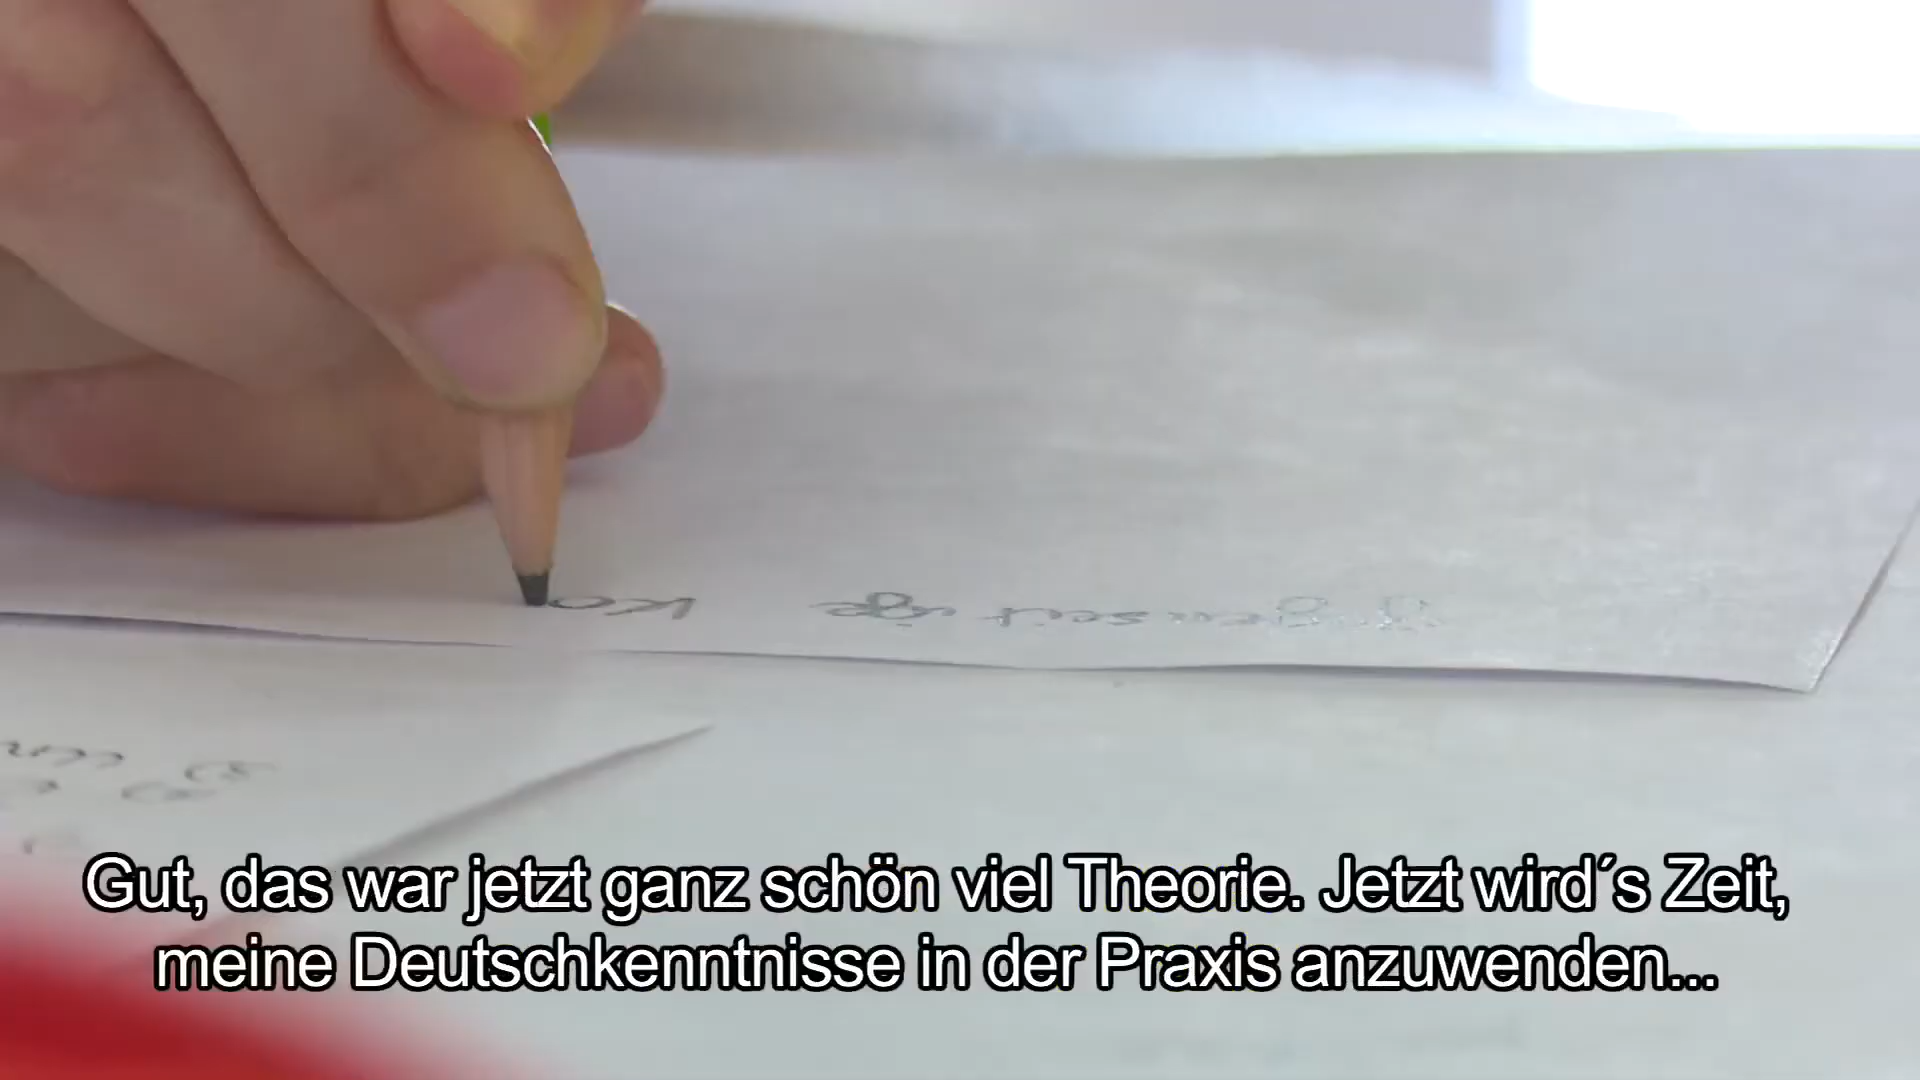 Gut, das war jetzt ganz schön viel Theorie. Jetzt wird´s Zeit,
meine Deutschkenntnisse in der Praxis anzuwenden...